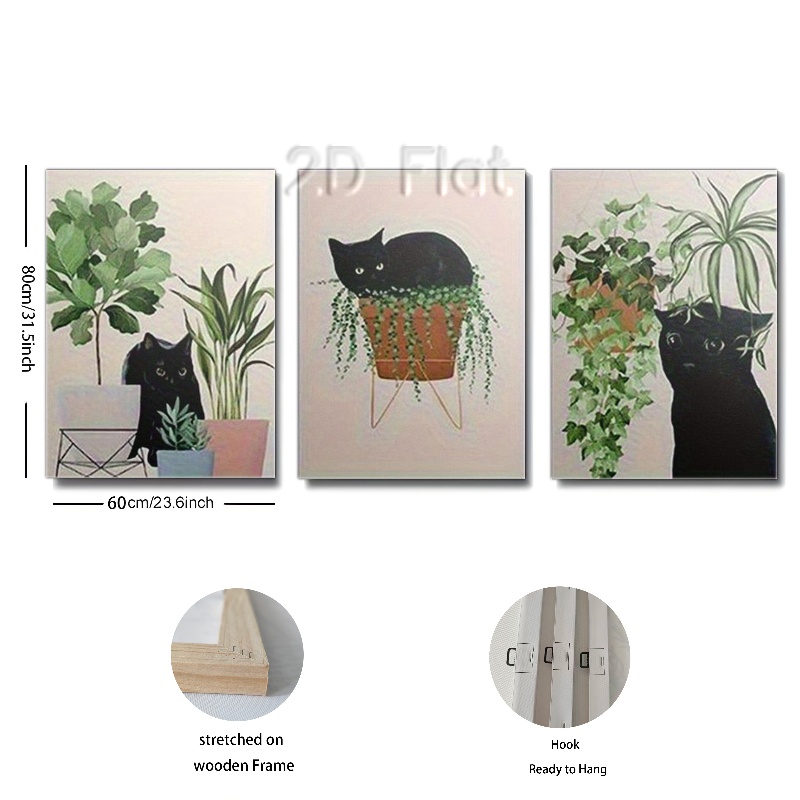 2D Flat
80cm/31.5inch
60cm/23.6inch
stretched on
wooden Frame
Hook
Ready to Hang